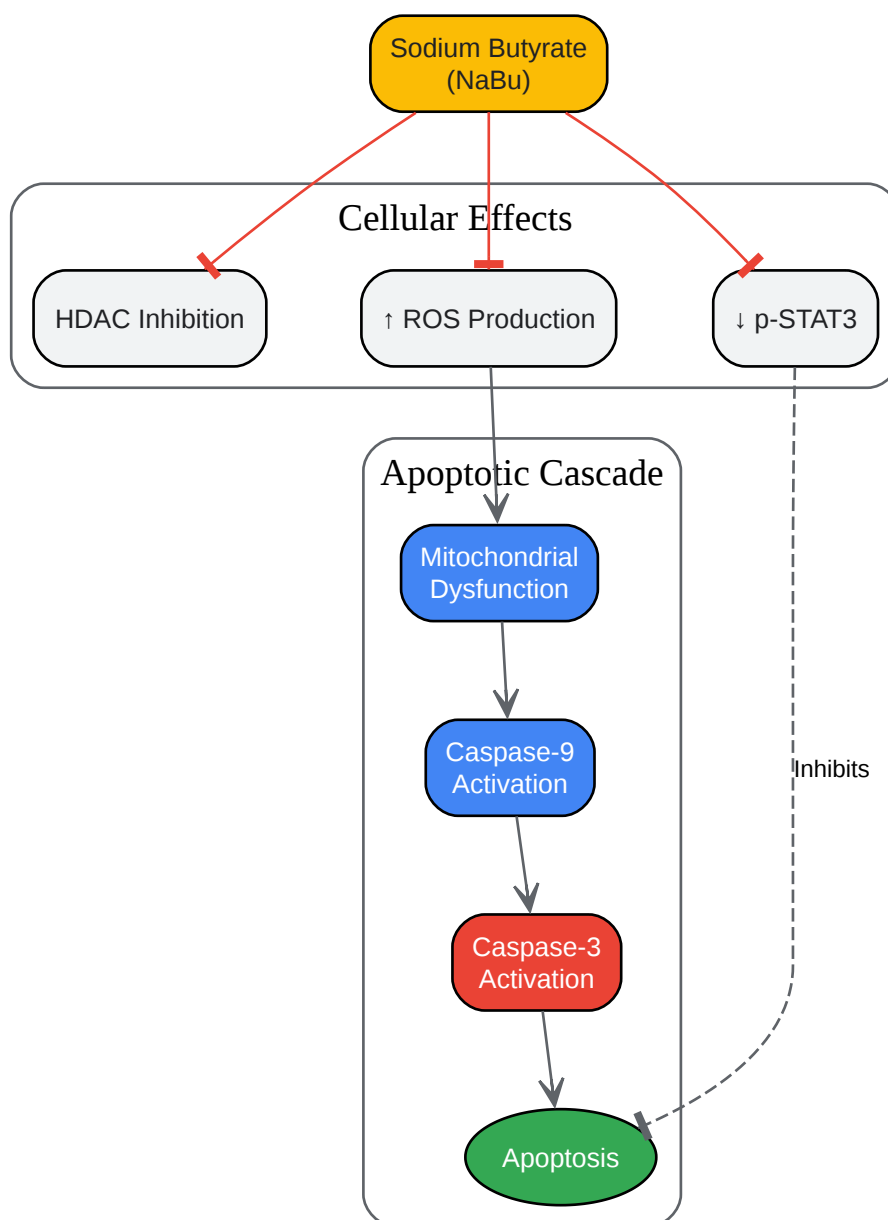 Sodium Butyrate
(NaBu)
Cellular Effects
HDAC Inhibition
↑ ROS Production
↓ p-STAT3
Apoptotic Cascade
Mitochondrial
Dysfunction
Caspase-9
Activation
Inhibits
Caspase-3
Activation
Apoptosis